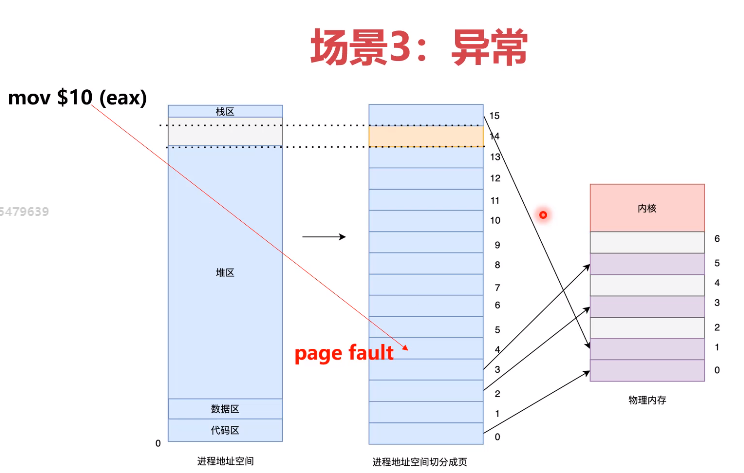 场景3：异常
mov $10 (eax)
5479639
栈区
堆区
数据区
代码区
0
进程地址空间
page fault
15
14
13
12
11
10
9
8
7
6
5
4
3
2
1
0
进程地址空间切分成页
内核
6
5
4
3
2
1
0
物理内存